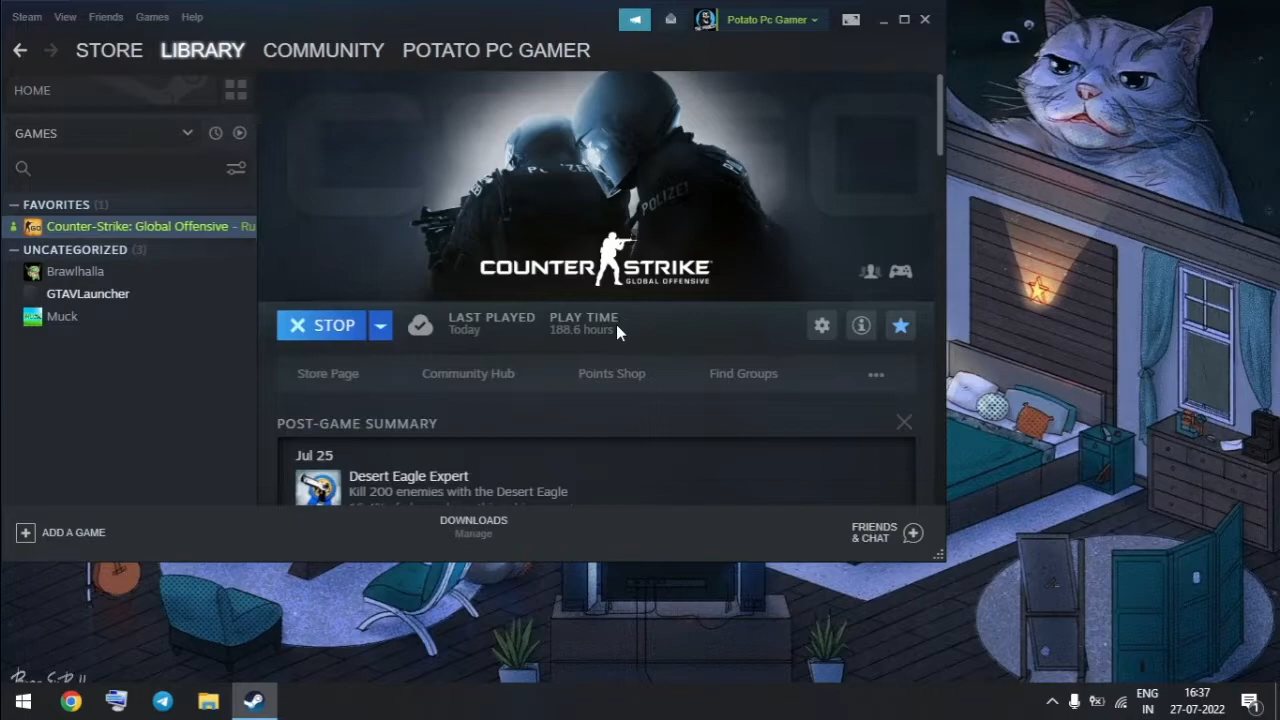 Steam View Friends Games Help
Potato Pc Gamer
STORE LIBRARY COMMUNITY POTATO PC GAMER
HOME
GAMES
FAVORITES (1)
Counter-Strike: Global Offensive - Ru
UNCATEGORIZED (3)
Brawlhalla
GTAVLauncher
Muck
POLIZEI
COUNTER STRIKE
GLOBAL OFFENSIVE
STOP
LAST PLAYED
Today
PLAY TIME
188.6 hours
Store Page Community Hub Points Shop Find Groups
POST-GAME SUMMARY
Jul 25
Desert Eagle Expert
Kill 200 enemies with the Desert Eagle
ADD A GAME
DOWNLOADS
Manage
FRIENDS
& CHAT
ENG
IN
16:37
27-07-2022
1